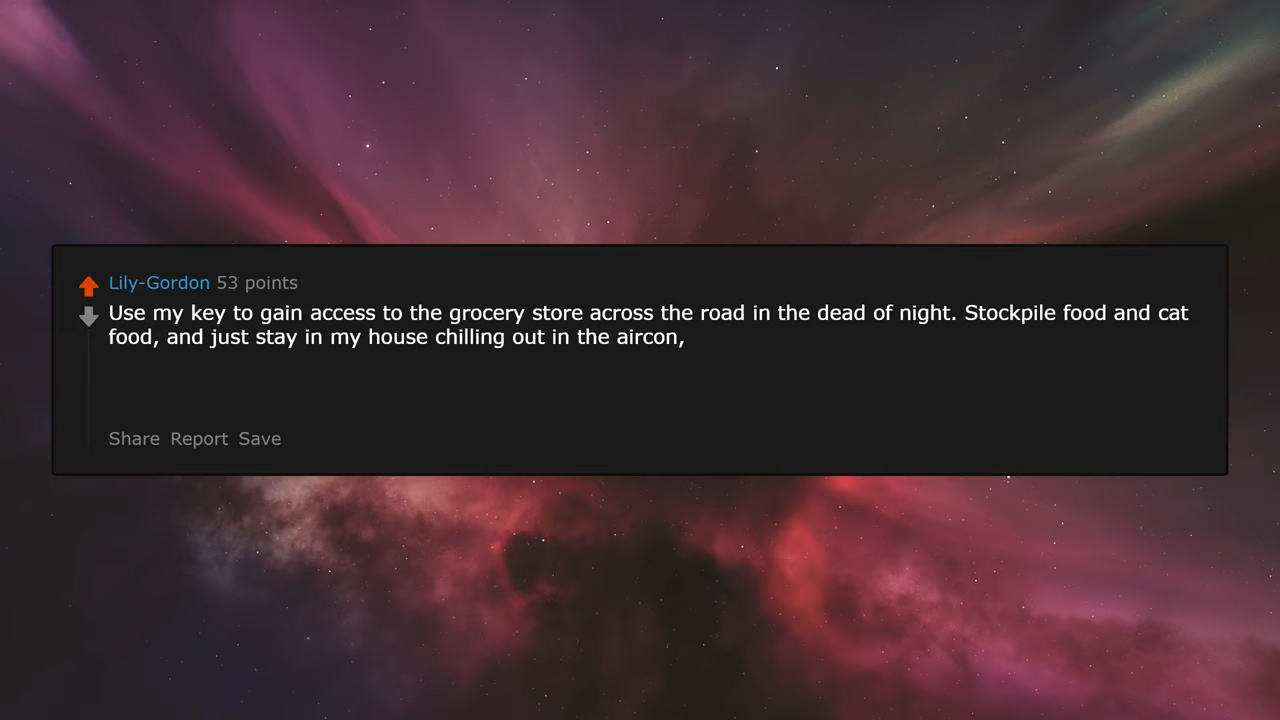 Lily-Gordon 53 points
Use my key to gain access to the grocery store across the road in the dead of night. Stockpile food and cat
food, and just stay in my house chilling out in the aircon,
Share Report Save